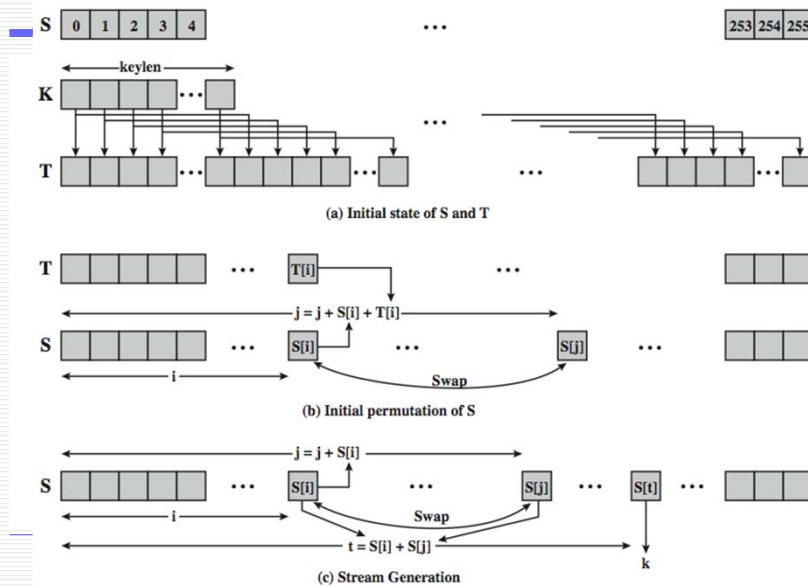 S 0 1 2 3 4 ... 253 254 255
keylen
K ... ...
T ... ... ... ...
(a) Initial state of S and T
T ... T[i] ...
j = j + S[i] + T[i]
S ... S[i] ... S[j] ...
i
Swap
(b) Initial permutation of S
j = j + S[i]
S ... S[i] ... S[j] ... S[t] ...
i
Swap
t = S[i] + S[j]
k
(c) Stream Generation